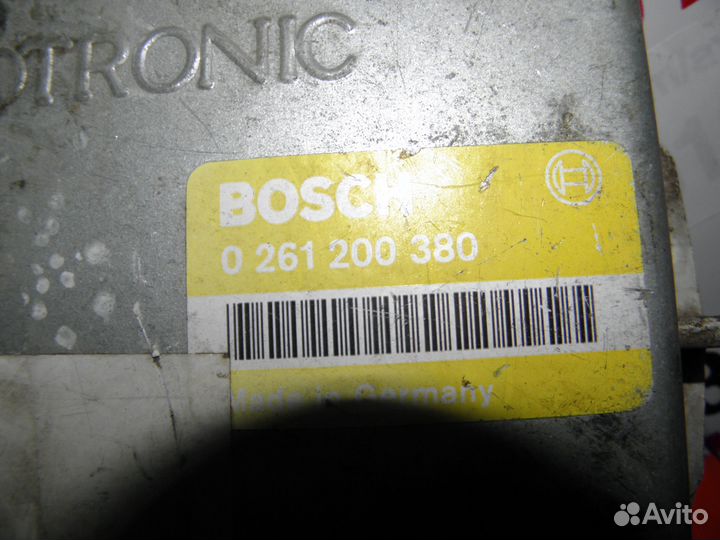 OTRONIC
BOSCH
0 261 200 380
Made in Germany
Avito